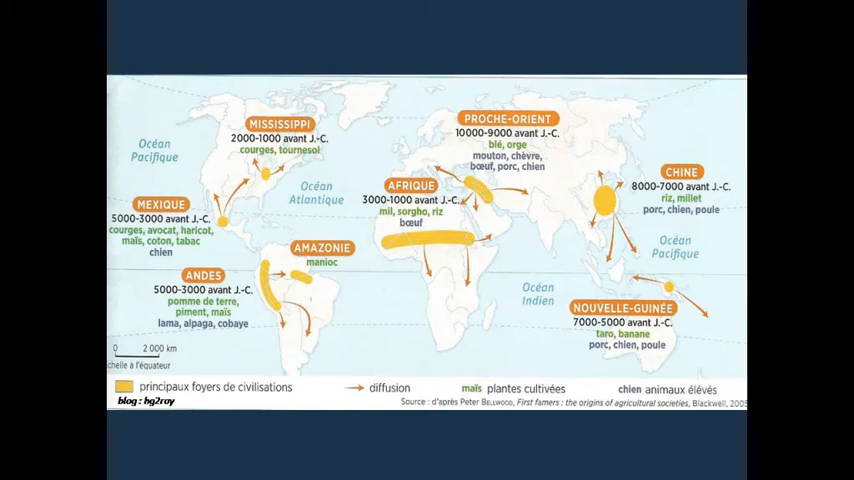 MISSISSIPPI
2000-1000 avant J.-C.
courges, tournesol
PROCHE-ORIENT
10000-9000 avant J.-C.
blé, orge
mouton, chèvre,
bœuf, porc, chien
Océan
Pacifique
Océan
Atlantique
AFRIQUE
3000-1000 avant J.-C.
mil, sorgho, riz
bœuf
CHINE
8000-7000 avant J.-C.
riz, millet
porc, chien, poule
MEXIQUE
5000-3000 avant J.-C.
courges, avocat, haricot,
maïs, coton, tabac
chien
AMAZONIE
manioc
Océan
Pacifique
ANDES
5000-3000 avant J.-C.
pomme de terre,
piment, maïs
lama, alpaga, cobaye
Océan
Indien
NOUVELLE-GUINÉE
7000-5000 avant J.-C.
taro, banane
porc, chien, poule
0 2 000 km
chelle à l'équateur
principaux foyers de civilisations
diffusion
maïs plantes cultivées
chien animaux élévés
blog : hg2roy
Source : d'après Peter BELLWOOD, First famers : the origins of agricultural societies, Blackwell, 2005